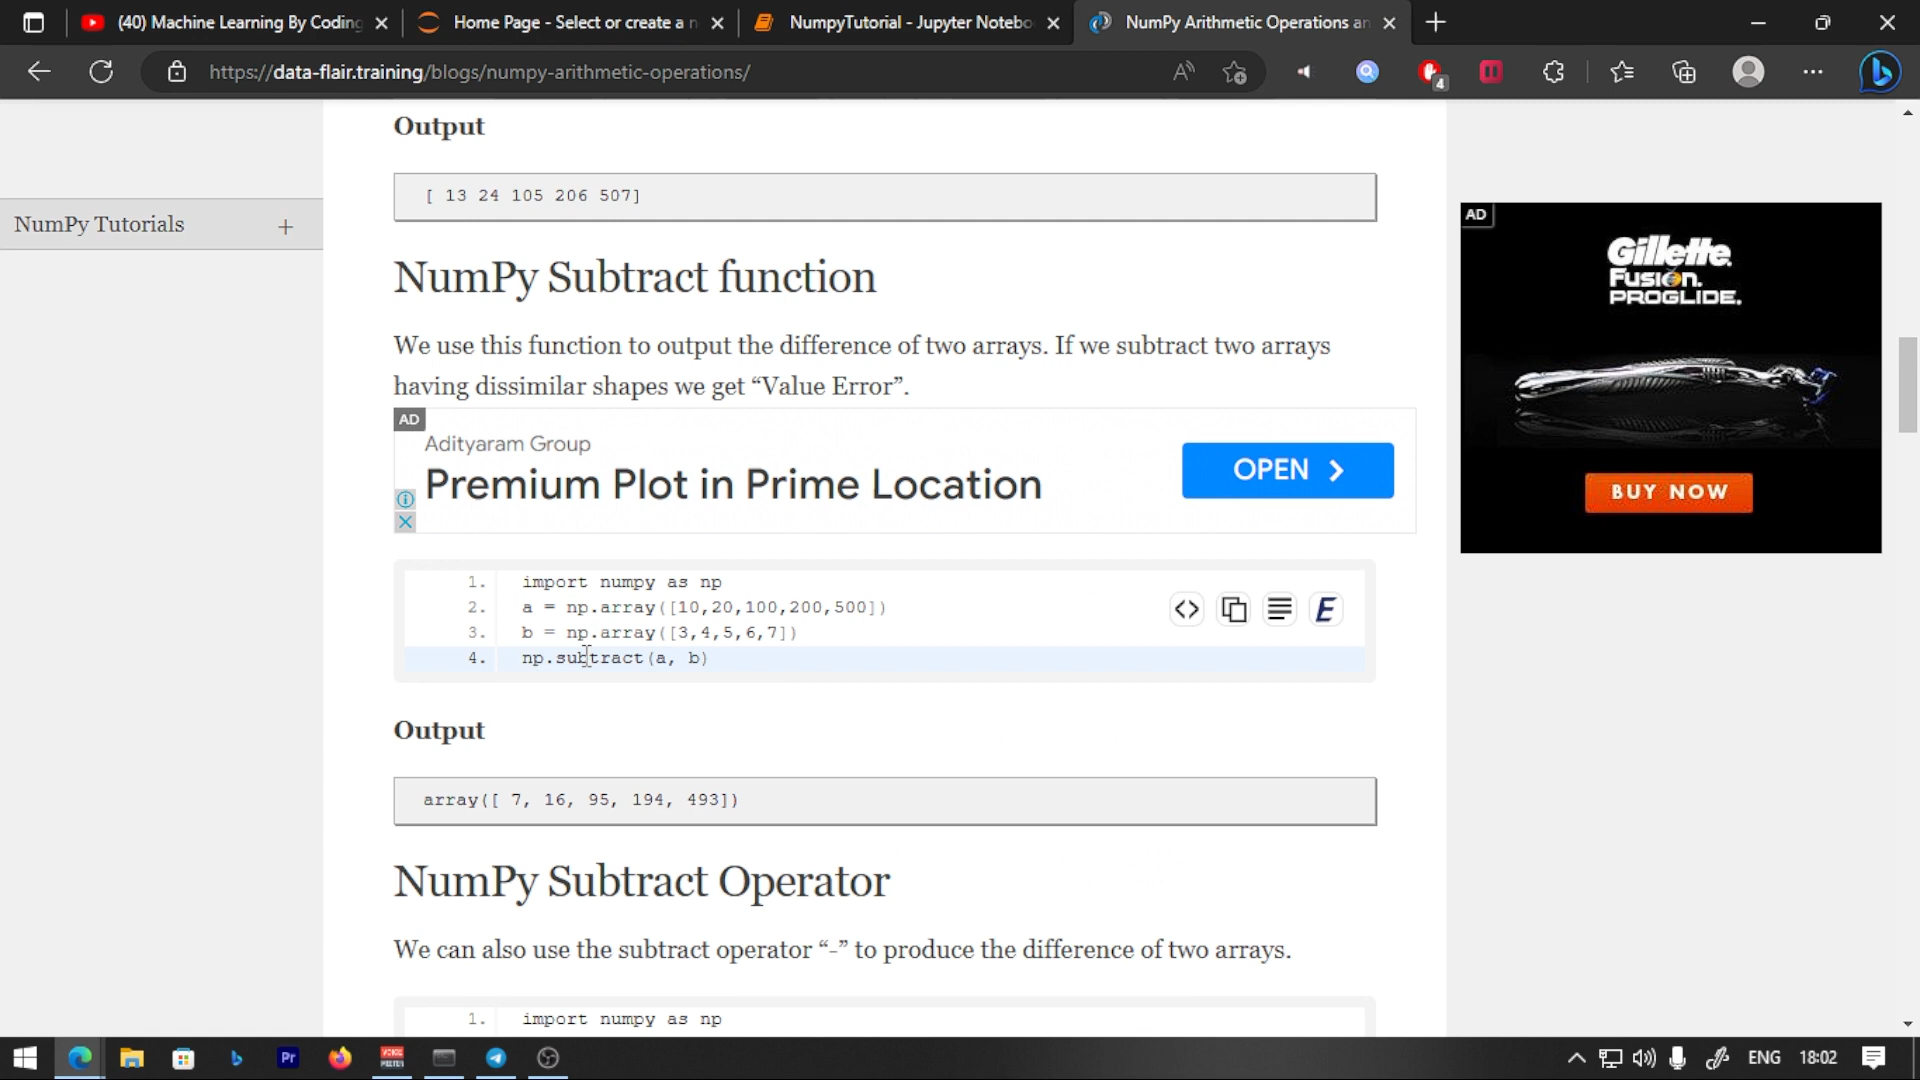 (40) Machine Learning By Coding
Home Page - Select or create a n
NumpyTutorial - Jupyter Notebo
NumPy Arithmetic Operations an
https://data-flair.training/blogs/numpy-arithmetic-operations/
4
Output
[ 13 24 105 206 507]
NumPy Tutorials
+
NumPy Subtract function
We use this function to output the difference of two arrays. If we subtract two arrays
having dissimilar shapes we get “Value Error”.
AD
Adityaram Group
Premium Plot in Prime Location
OPEN
AD
Gillette
Fusion.
PROGLIDE.
BUY NOW
1. import numpy as np
2. a = np.array([10,20,100,200,500])
3. b = np.array([3,4,5,6,7])
4. np.subtract(a, b)
Output
array([ 7, 16, 95, 194, 493])
NumPy Subtract Operator
We can also use the subtract operator “-” to produce the difference of two arrays.
1. import numpy as np
Pr
VOICE
MEETER
ENG
18:02